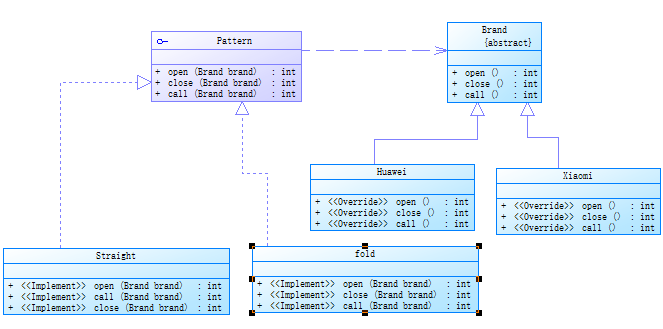 Pattern
+ open (Brand brand) : int
+ close (Brand brand) : int
+ call (Brand brand) : int
Brand
{abstract}
+ open () : int
+ close () : int
+ call () : int
Huawei
+ <<Override>> open () : int
+ <<Override>> close () : int
+ <<Override>> call () : int
Xiaomi
+ <<Override>> open () : int
+ <<Override>> close () : int
+ <<Override>> call () : int
Straight
+ <<Implement>> open (Brand brand) : int
+ <<Implement>> call (Brand brand) : int
+ <<Implement>> close (Brand brand) : int
fold
+ <<Implement>> open (Brand brand) : int
+ <<Implement>> close (Brand brand) : int
+ <<Implement>> call (Brand brand) : int